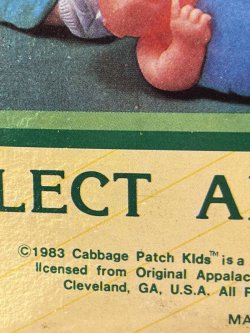 LECT A
©1983 Cabbage Patch Kids™ is a
licensed from Original Appalac
Cleveland, GA, U.S.A. All R
MA